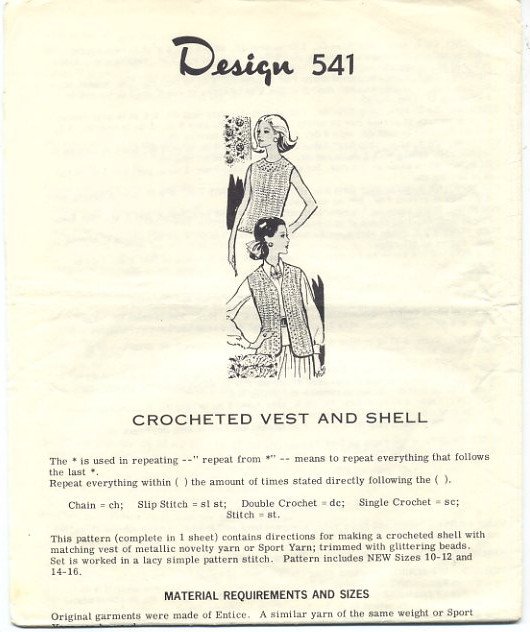 Design 541
CROCHETED VEST AND SHELL
The * is used in repeating --" repeat from *" -- means to repeat everything that follows
the last *.
Repeat everything within ( ) the amount of times stated directly following the ( ).
Chain = ch; Slip Stitch = sl st; Double Crochet = dc; Single Crochet = sc;
Stitch = st.
This pattern (complete in 1 sheet) contains directions for making a crocheted shell with
matching vest of metallic novelty yarn or Sport Yarn; trimmed with glittering beads.
Set is worked in a lacy simple pattern stitch. Pattern includes NEW Sizes 10-12 and
14-16.
MATERIAL REQUIREMENTS AND SIZES
Original garments were made of Entice. A similar yarn of the same weight or Sport